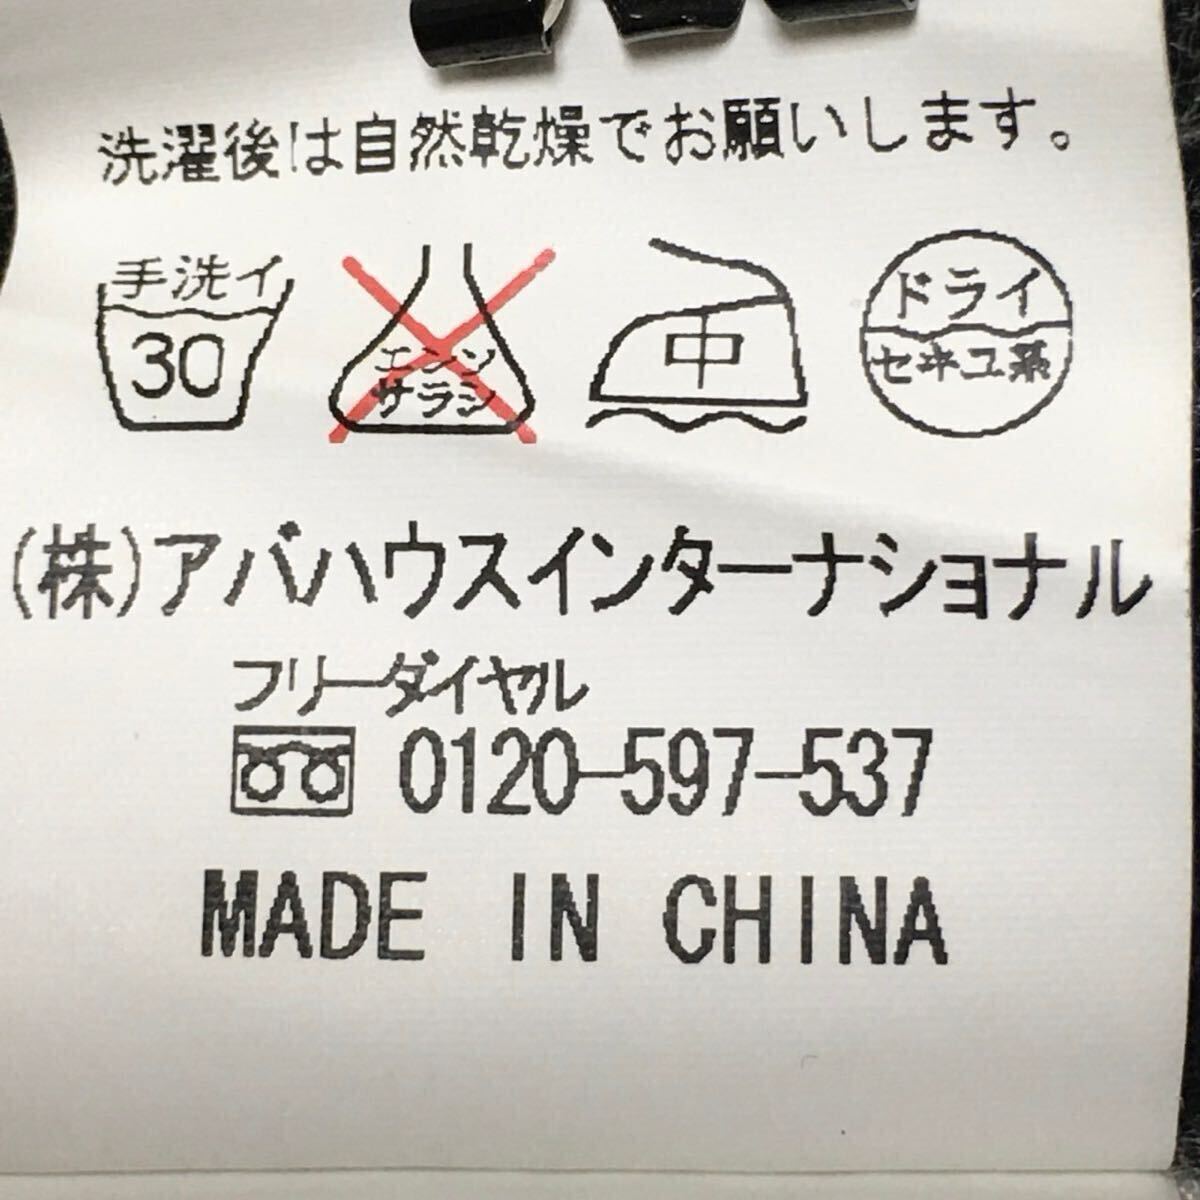 洗濯後は自然乾燥でお願いします。
手洗イ
30
エンソ
サラシ
中
ドライ
セキユ系
(株)アバハウスインターナショナル
フリーダイヤル
0120-597-537
MADE IN CHINA